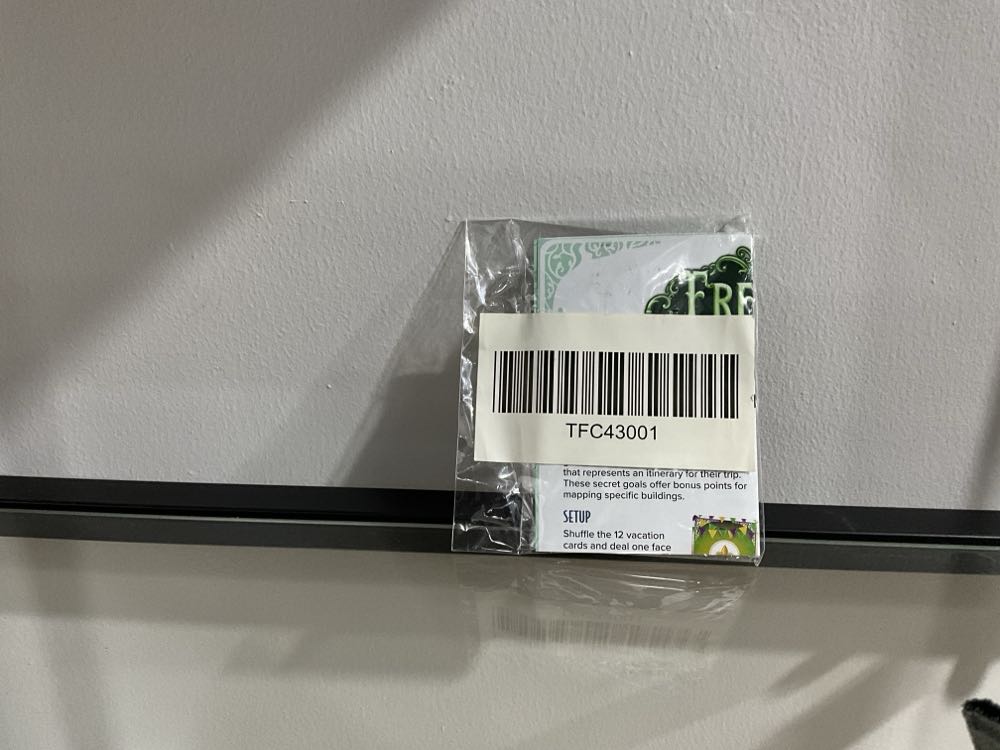 FRE
TFC43001
that represents an itinerary for their trip.
These secret goals offer bonus points for
mapping specific buildings.
SETUP
Shuffle the 12 vacation
cards and deal one face